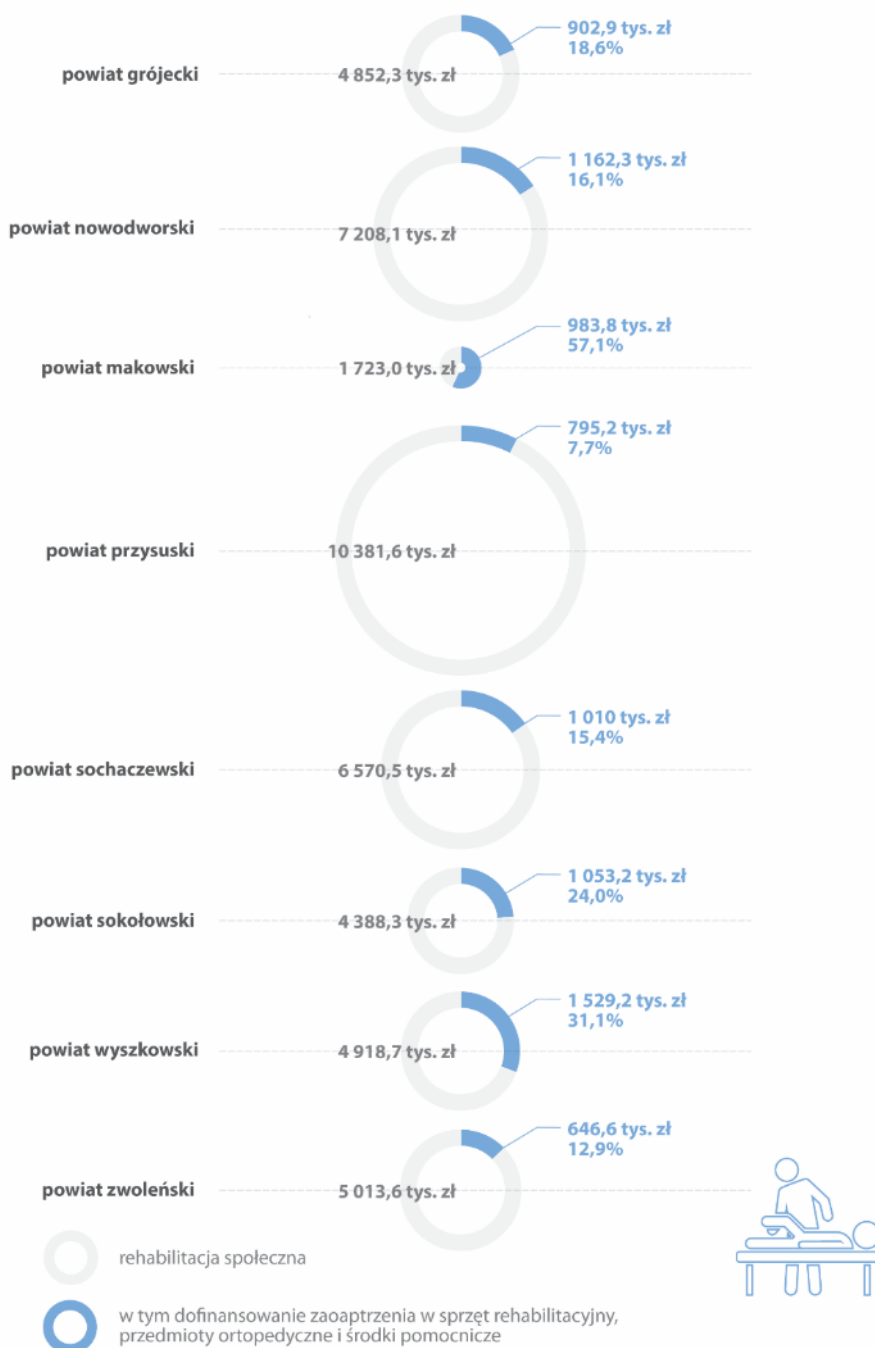 902,9 tys. zł
18,6%
powiat grójecki
4 852,3 tys. zł
1 162,3 tys. zł
16,1%
powiat nowodworski
7 208,1 tys. zł
983,8 tys. zł
57,1%
powiat makowski
1 723,0 tys. zł
795,2 tys. zł
7,7%
powiat przysuski
10 381,6 tys. zł
1 010 tys. zł
15,4%
powiat sochaczewski
6 570,5 tys. zł
1 053,2 tys. zł
24,0%
powiat sokołowski
4 388,3 tys. zł
1 529,2 tys. zł
31,1%
powiat wyszkowski
4 918,7 tys. zł
646,6 tys. zł
12,9%
powiat zwoleński
5 013,6 tys. zł
rehabilitacja społeczna
w tym dofinansowanie zaoaptrzenia w sprzęt rehabilitacyjny,
przedmioty ortopedyczne i środki pomocnicze